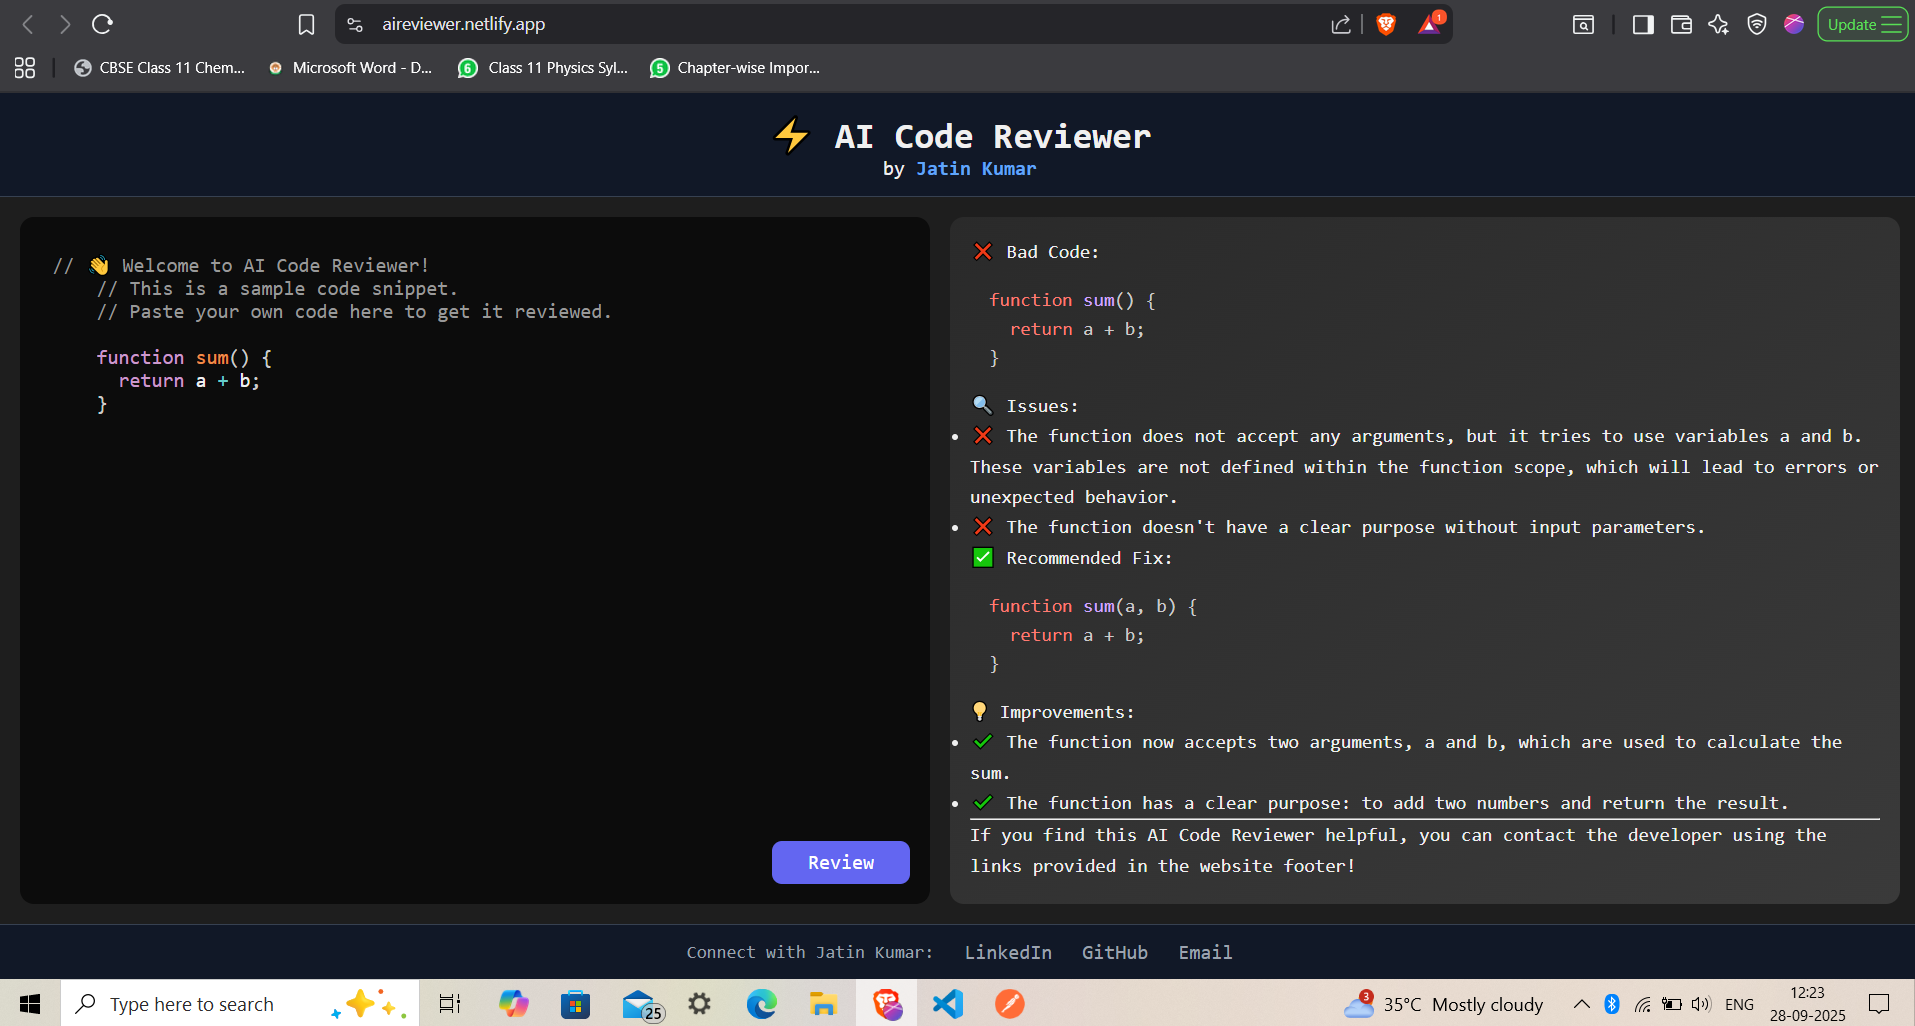 aireviewer.netlify.app
1
Update
CBSE Class 11 Chem...
Microsoft Word - D...
6 Class 11 Physics Syl...
5 Chapter-wise Impor...
⚡ AI Code Reviewer
by Jatin Kumar
// 👋 Welcome to AI Code Reviewer!
// This is a sample code snippet.
// Paste your own code here to get it reviewed.
function sum() {
return a + b;
}
Review
❌ Bad Code:
function sum() {
return a + b;
}
🔍 Issues:
• ❌ The function does not accept any arguments, but it tries to use variables a and b.
These variables are not defined within the function scope, which will lead to errors or
unexpected behavior.
• ❌ The function doesn't have a clear purpose without input parameters.
✅ Recommended Fix:
function sum(a, b) {
return a + b;
}
💡 Improvements:
• ✔ The function now accepts two arguments, a and b, which are used to calculate the
sum.
• ✔ The function has a clear purpose: to add two numbers and return the result.
If you find this AI Code Reviewer helpful, you can contact the developer using the
links provided in the website footer!
Connect with Jatin Kumar: LinkedIn GitHub Email
Type here to search
25
3
35°C Mostly cloudy
ENG
12:23
28-09-2025